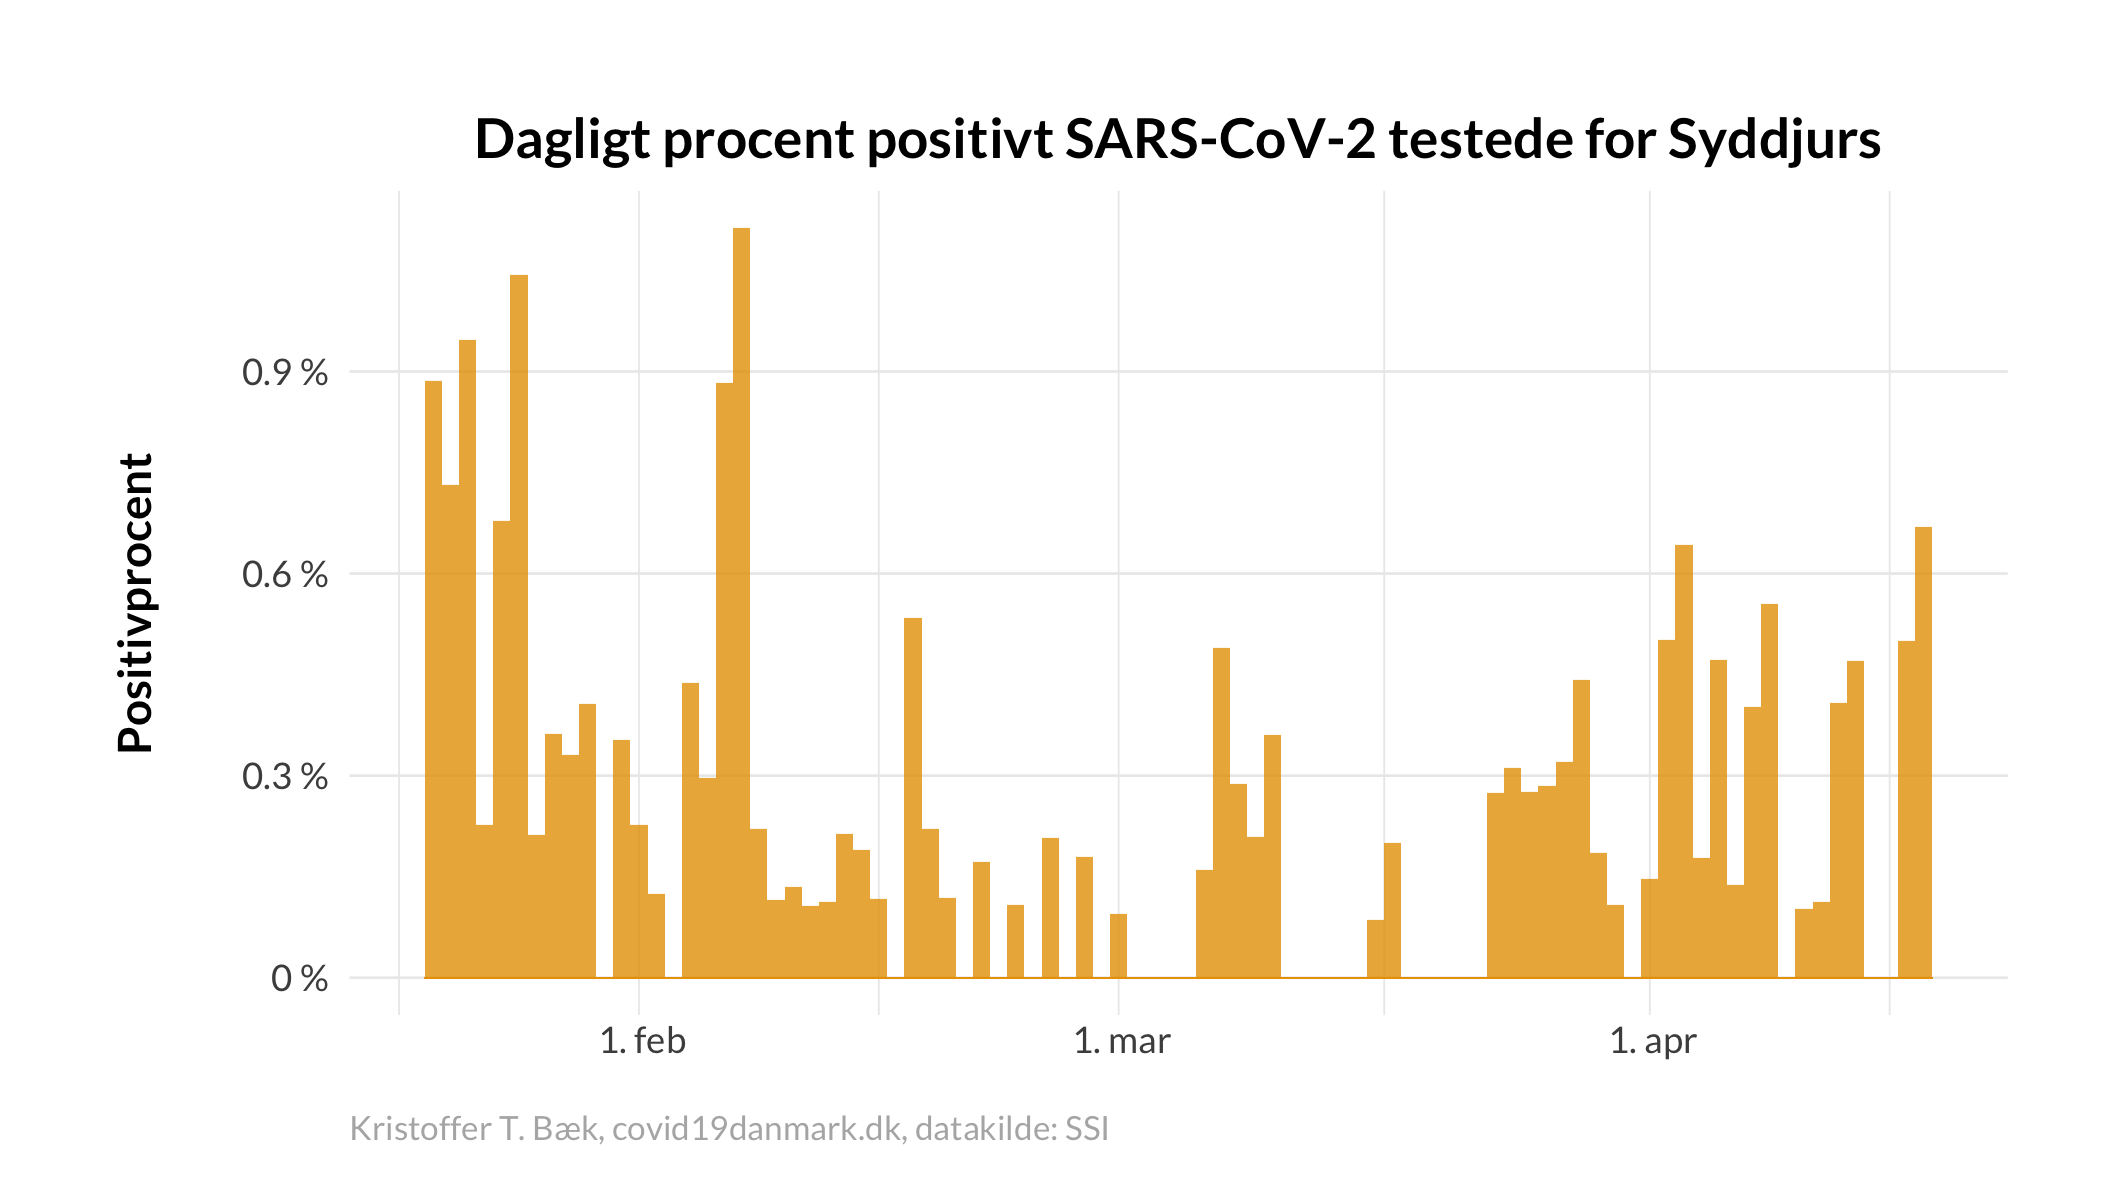 Dagligt procent positivt SARS-CoV-2 testede for Syddjurs
Positivprocent
0.9 %
0.6 %
0.3 %
0 %
1. feb
1. mar
1. apr
Kristoffer T. Bæk, covid19danmark.dk, datakilde: SSI